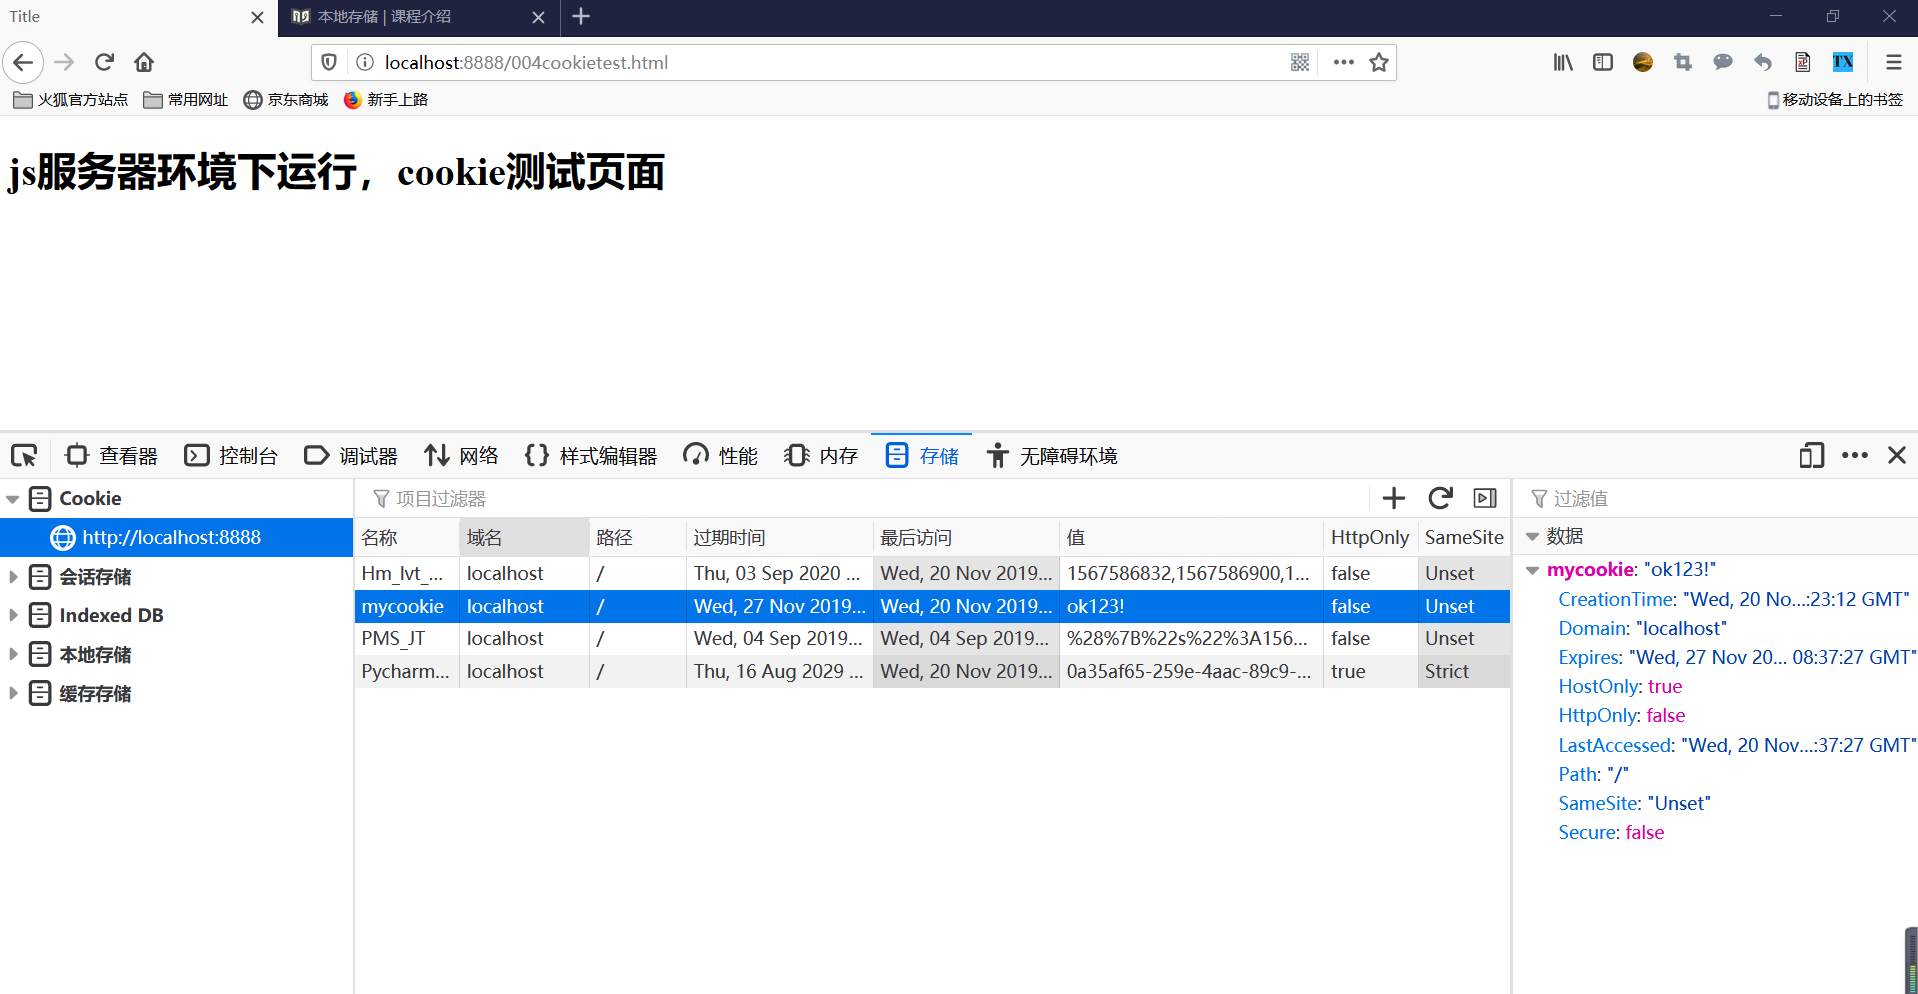 Title
本地存储 | 课程介绍
localhost:8888/004cookietest.html
TX
火狐官方站点 常用网址 京东商城 新手上路 移动设备上的书签
js服务器环境下运行，cookie测试页面
查看器 控制台 调试器 网络 样式编辑器 性能 内存 存储 无障碍环境
Cookie
http://localhost:8888
会话存储
Indexed DB
本地存储
缓存存储
项目过滤器
名称 域名 路径 过期时间 最后访问 值 HttpOnly SameSite
Hm_lvt_... localhost / Thu, 03 Sep 2020 ... Wed, 20 Nov 2019... 1567586832,1567586900,1... false Unset
mycookie localhost / Wed, 27 Nov 2019... Wed, 20 Nov 2019... ok123! false Unset
PMS_JT localhost / Wed, 04 Sep 2019... Wed, 04 Sep 2019... %28%7B%22s%22%3A156... false Unset
Pycharm... localhost / Thu, 16 Aug 2029 ... Wed, 20 Nov 2019... 0a35af65-259e-4aac-89c9-... true Strict
过滤值
数据
mycookie: "ok123!"
CreationTime: "Wed, 20 No...:23:12 GMT"
Domain: "localhost"
Expires: "Wed, 27 Nov 20... 08:37:27 GMT"
HostOnly: true
HttpOnly: false
LastAccessed: "Wed, 20 Nov...:37:27 GMT"
Path: "/"
SameSite: "Unset"
Secure: false